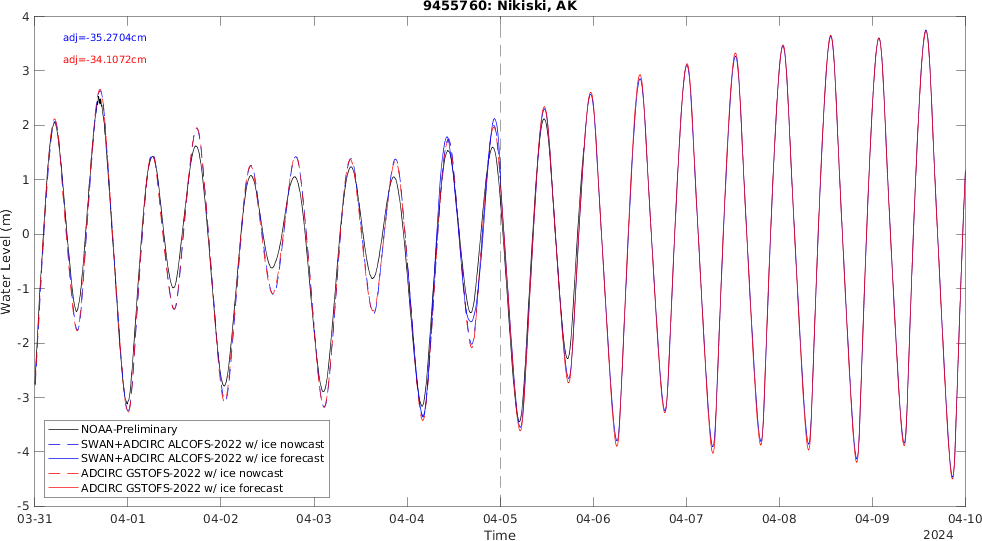 9455760: Nikiski, AK
adj=-35.2704cm
adj=-34.1072cm
Water Level (m)
4
3
2
1
0
-1
-2
-3
-4
-5
NOAA-Preliminary
SWAN+ADCIRC ALCOFS-2022 w/ ice nowcast
SWAN+ADCIRC ALCOFS-2022 w/ ice forecast
ADCIRC GSTOFS-2022 w/ ice nowcast
ADCIRC GSTOFS-2022 w/ ice forecast
03-31 04-01 04-02 04-03 04-04 04-05 04-06 04-07 04-08 04-09 04-10
Time
2024